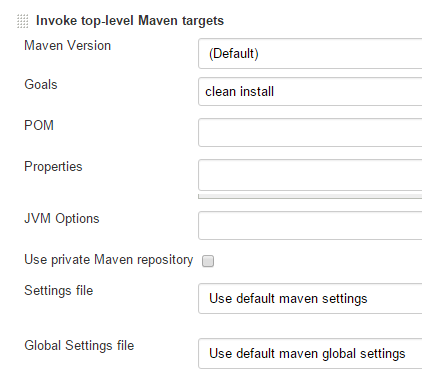 Invoke top-level Maven targets
Maven Version (Default)
Goals clean install
POM
Properties
JVM Options
Use private Maven repository
Settings file Use default maven settings
Global Settings file Use default maven global settings